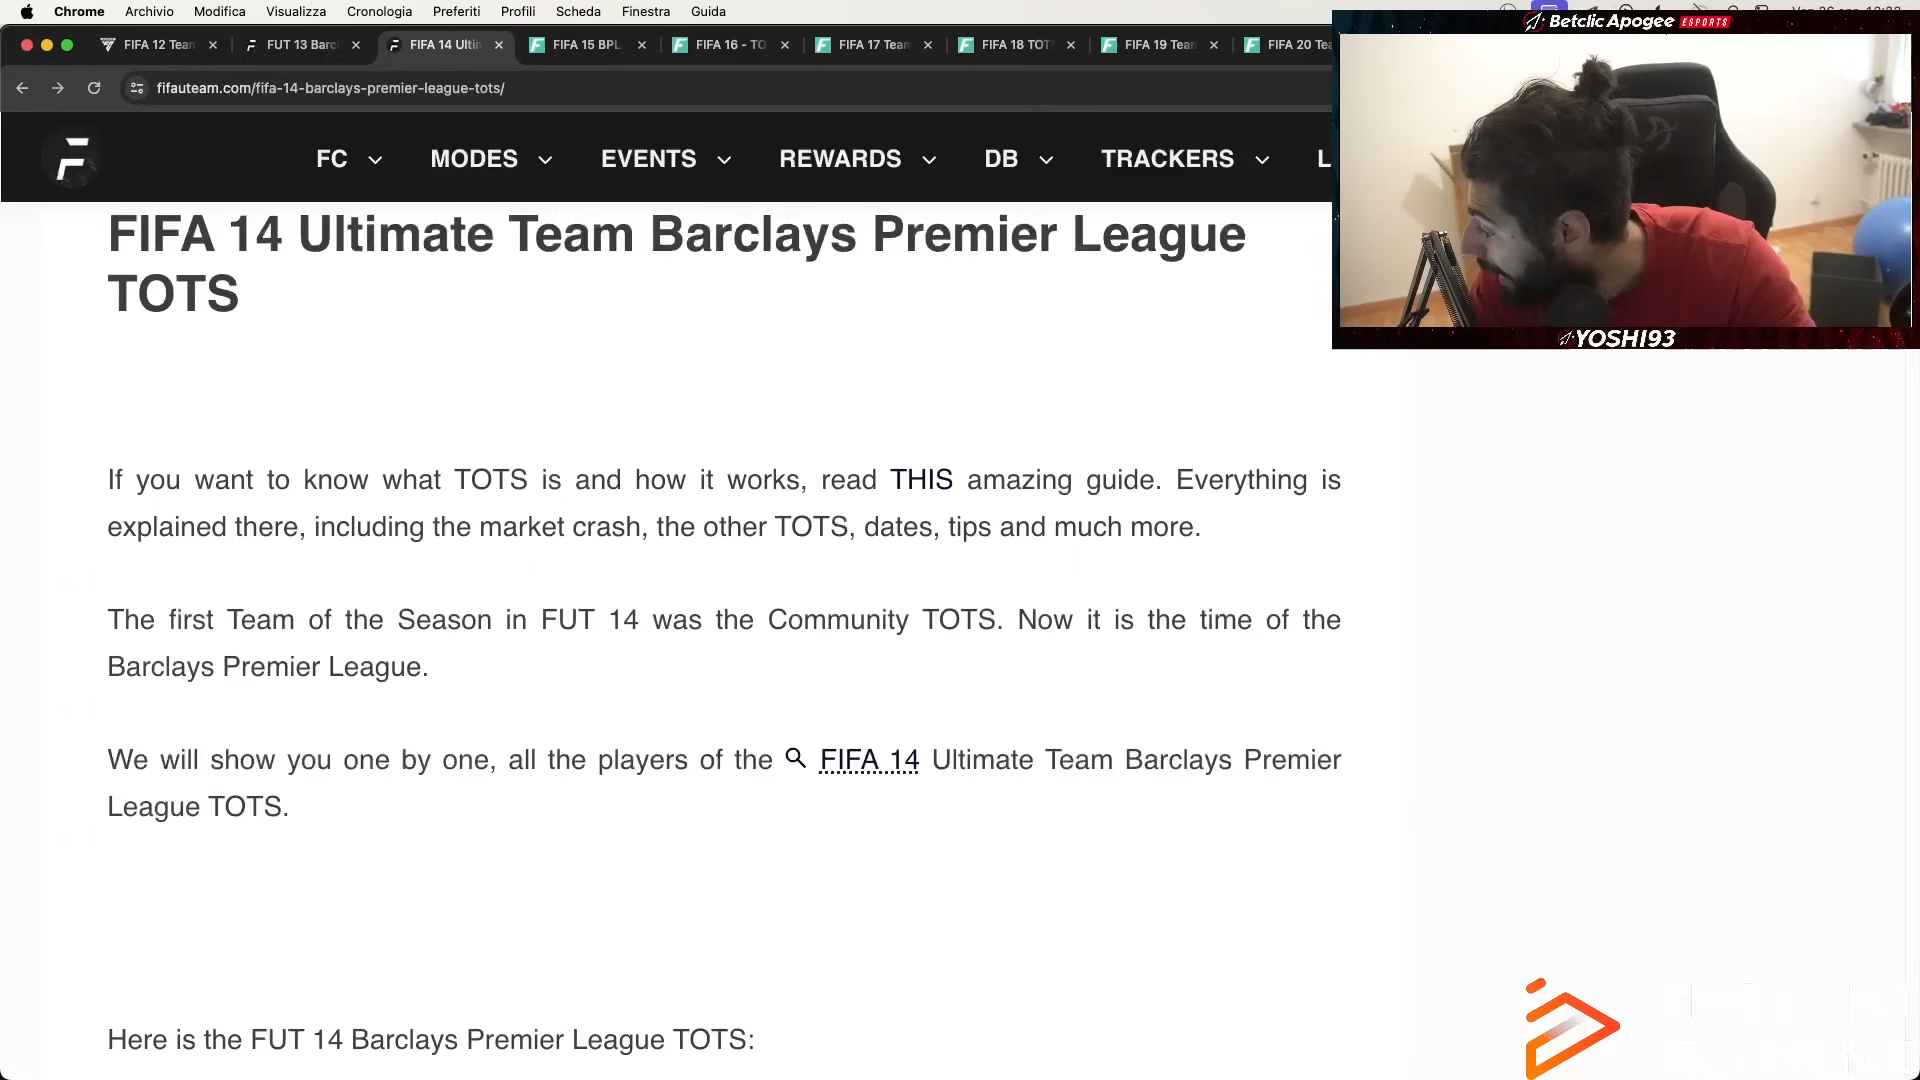 Chrome Archivio Modifica Visualizza Cronologia Preferiti Profili Scheda Finestra Guida
FIFA 12 Tean FUT 13 Barc FIFA 14 Ultin FIFA 15 BPL FIFA 16 - TO FIFA 17 Tean FIFA 18 TOT FIFA 19 Tean FIFA 20 Te
fifauteam.com/fifa-14-barclays-premier-league-tots/
FC MODES EVENTS REWARDS DB TRACKERS L
Betclic Apogee ESPORTS
YOSHI93
FIFA 14 Ultimate Team Barclays Premier League
TOTS
If you want to know what TOTS is and how it works, read THIS amazing guide. Everything is
explained there, including the market crash, the other TOTS, dates, tips and much more.
The first Team of the Season in FUT 14 was the Community TOTS. Now it is the time of the
Barclays Premier League.
We will show you one by one, all the players of the FIFA 14 Ultimate Team Barclays Premier
League TOTS.
Here is the FUT 14 Barclays Premier League TOTS: